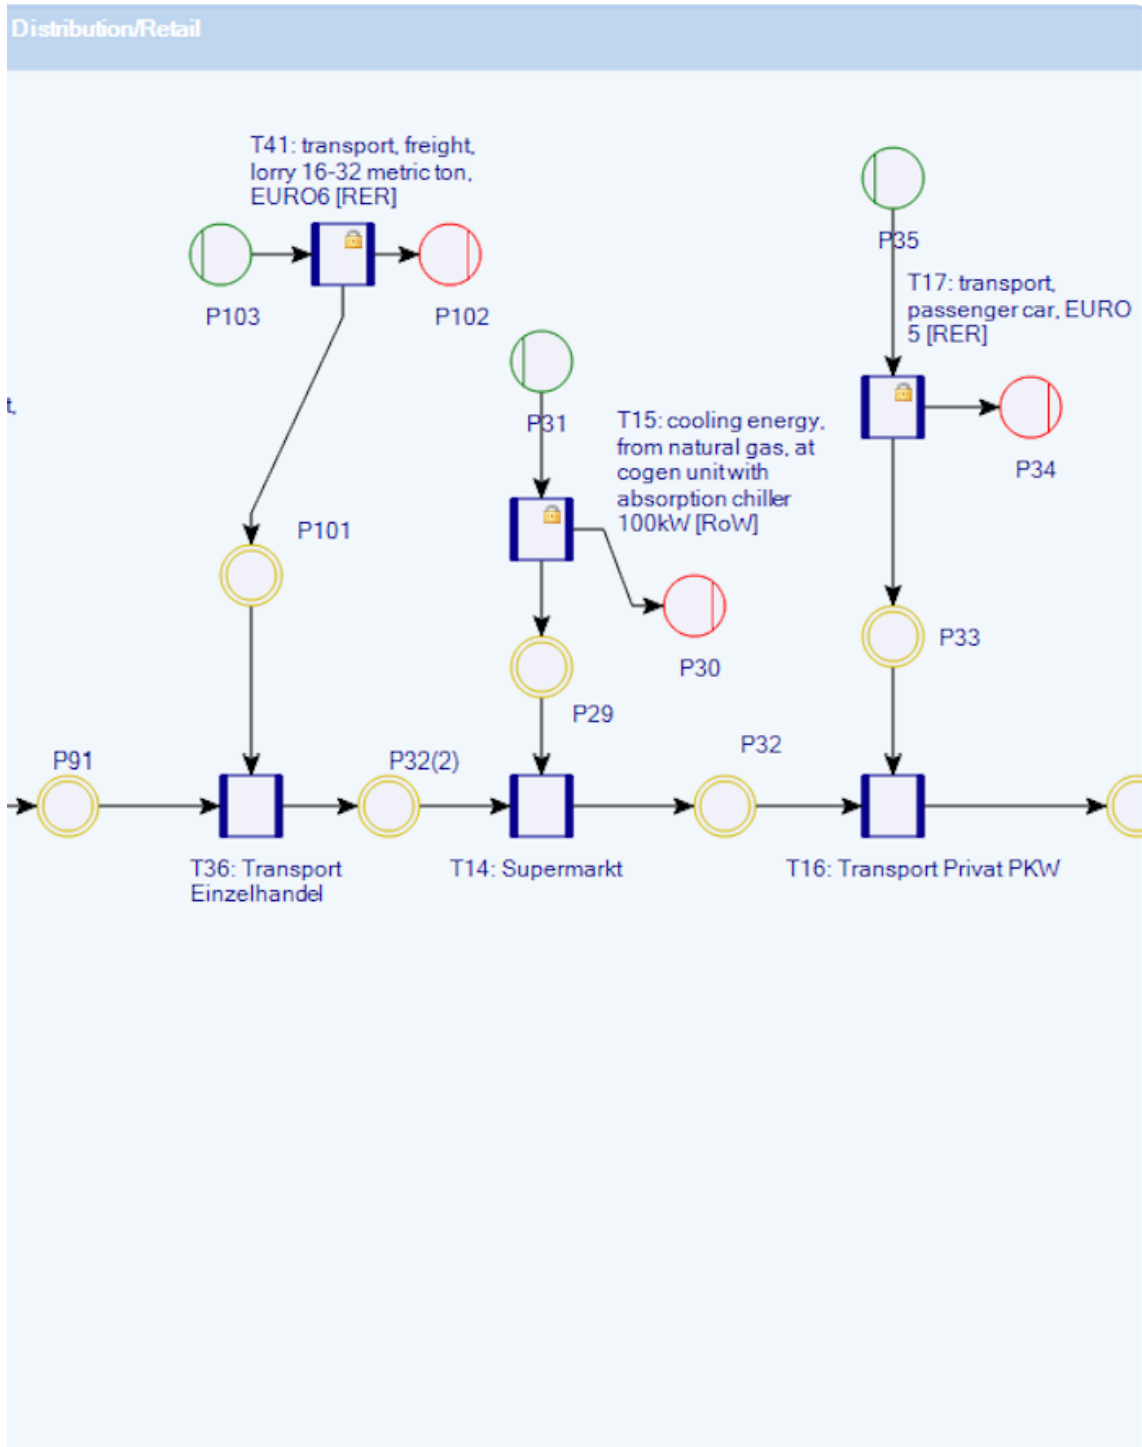 Distribution/Retail
T41: transport, freight,
lorry 16-32 metric ton,
EURO6 [RER]
P103
P102
P35
T17: transport,
passenger car, EURO
5 [RER]
P34
t,
P31
T15: cooling energy,
from natural gas, at
cogen unit with
absorption chiller
100kW [RoW]
P101
P30
P33
P29
P91
P32(2)
P32
T36: Transport
Einzelhandel
T14: Supermarkt
T16: Transport Privat PKW